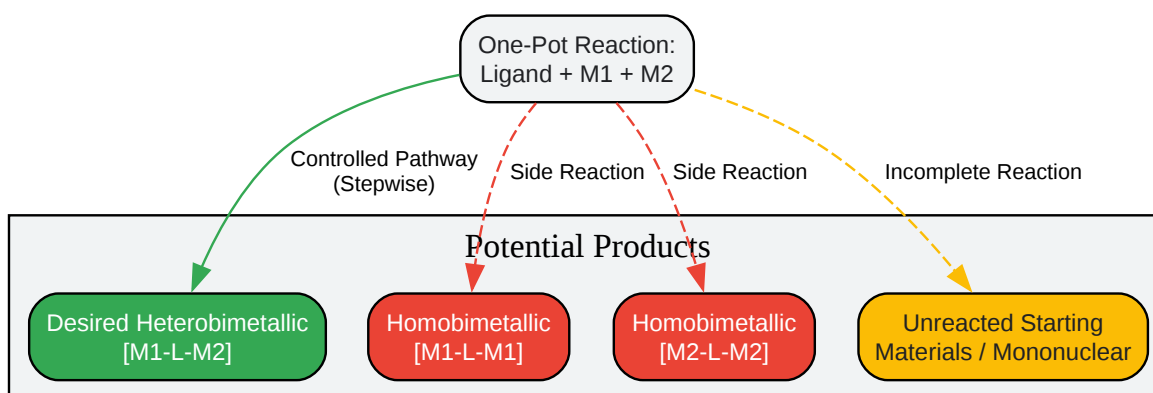 One-Pot Reaction:
Ligand + M1 + M2
Controlled Pathway
(Stepwise)
Side Reaction
Side Reaction
Incomplete Reaction
Potential Products
Desired Heterobimetallic
[M1-L-M2]
Homobimetallic
[M1-L-M1]
Homobimetallic
[M2-L-M2]
Unreacted Starting
Materials / Mononuclear